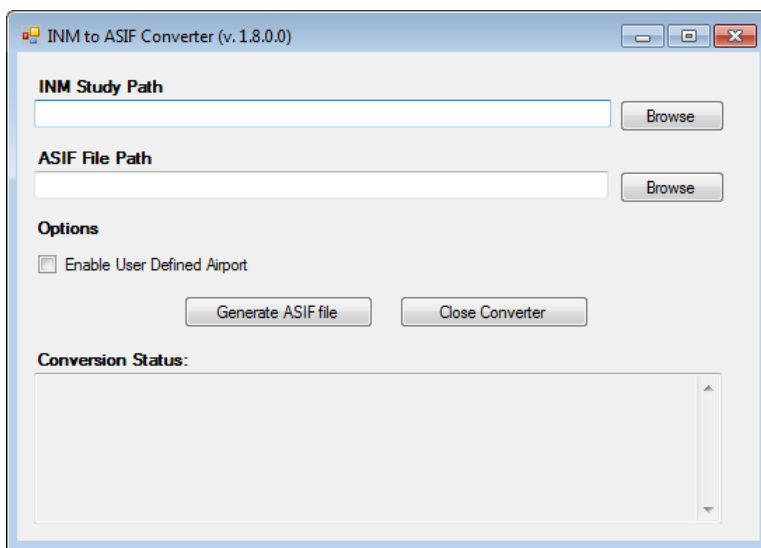 INM to ASIF Converter (v. 1.8.0.0)
INM Study Path
Browse
ASIF File Path
Browse
Options
Enable User Defined Airport
Generate ASIF file
Close Converter
Conversion Status: